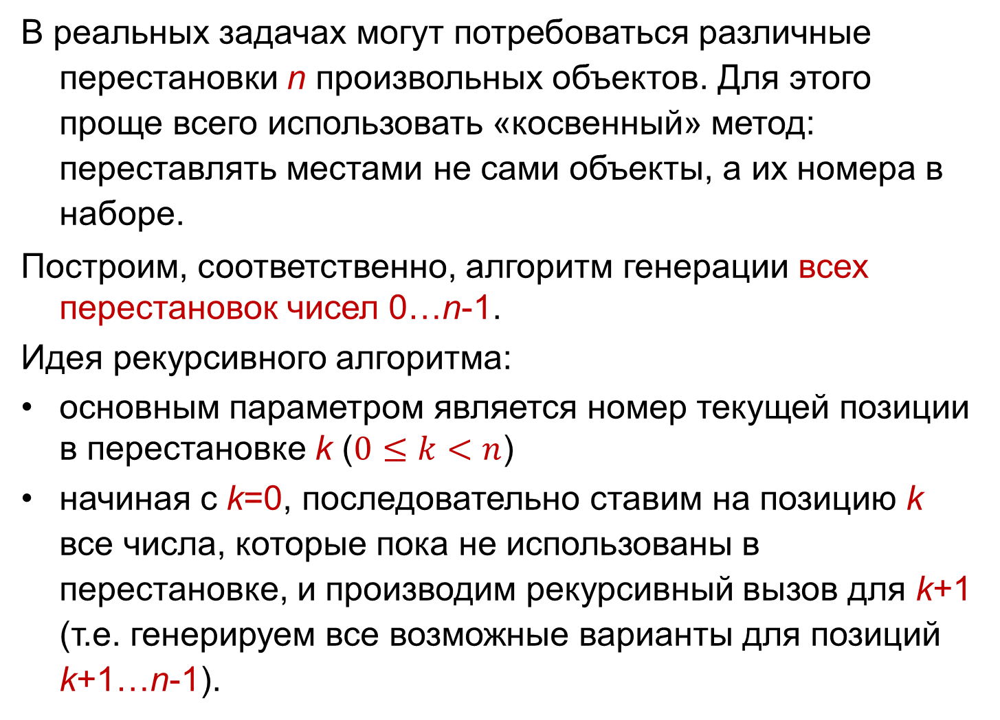 В реальных задачах могут потребоваться различные
перестановки n произвольных объектов. Для этого
проще всего использовать «косвенный» метод:
переставлять местами не сами объекты, а их номера в
наборе.
Построим, соответственно, алгоритм генерации всех
перестановок чисел 0…n-1.
Идея рекурсивного алгоритма:
• основным параметром является номер текущей позиции
в перестановке k (0 ≤ k < n)
• начиная с k=0, последовательно ставим на позицию k
все числа, которые пока не использованы в
перестановке, и производим рекурсивный вызов для k+1
(т.е. генерируем все возможные варианты для позиций
k+1…n-1).